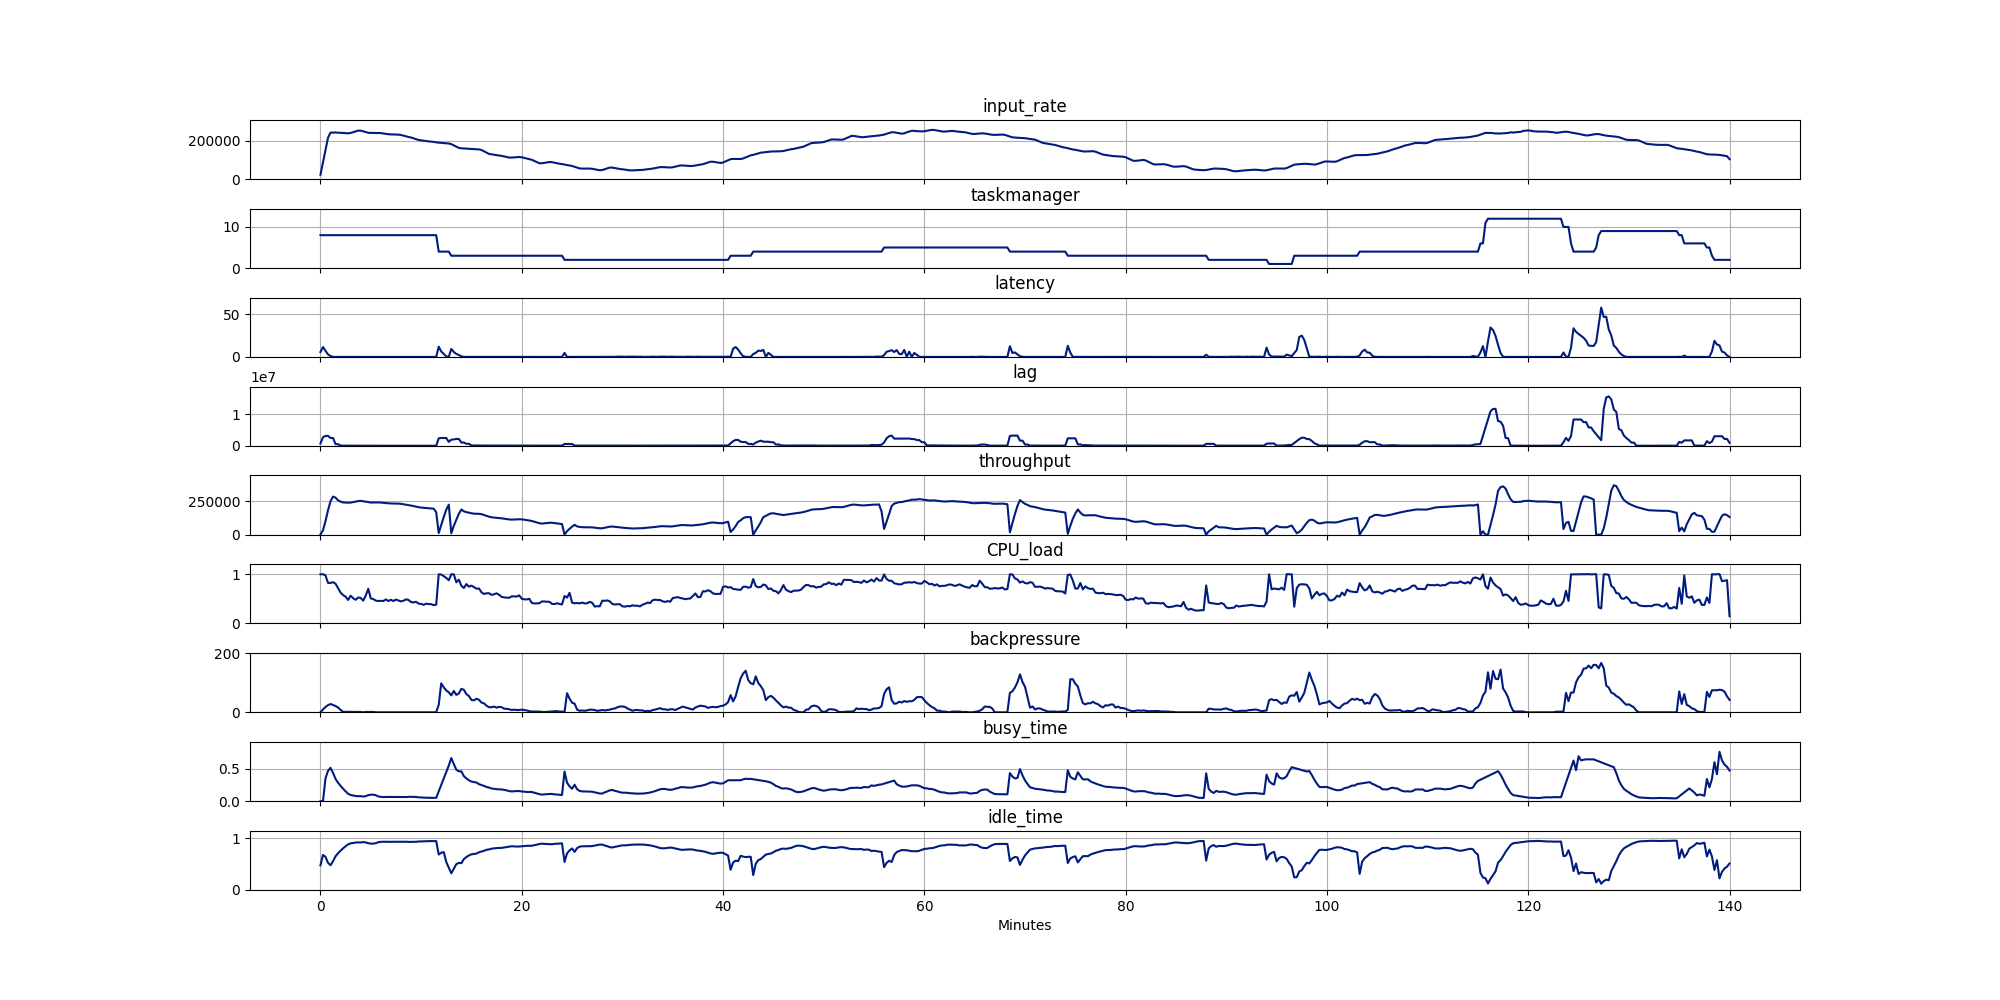 input_rate
200000
0
taskmanager
10
0
latency
50
0
1e7
lag
1
0
throughput
250000
0
CPU_load
1
0
backpressure
200
0
busy_time
0.5
0.0
idle_time
1
0
0 20 40 60 80 100 120 140
Minutes